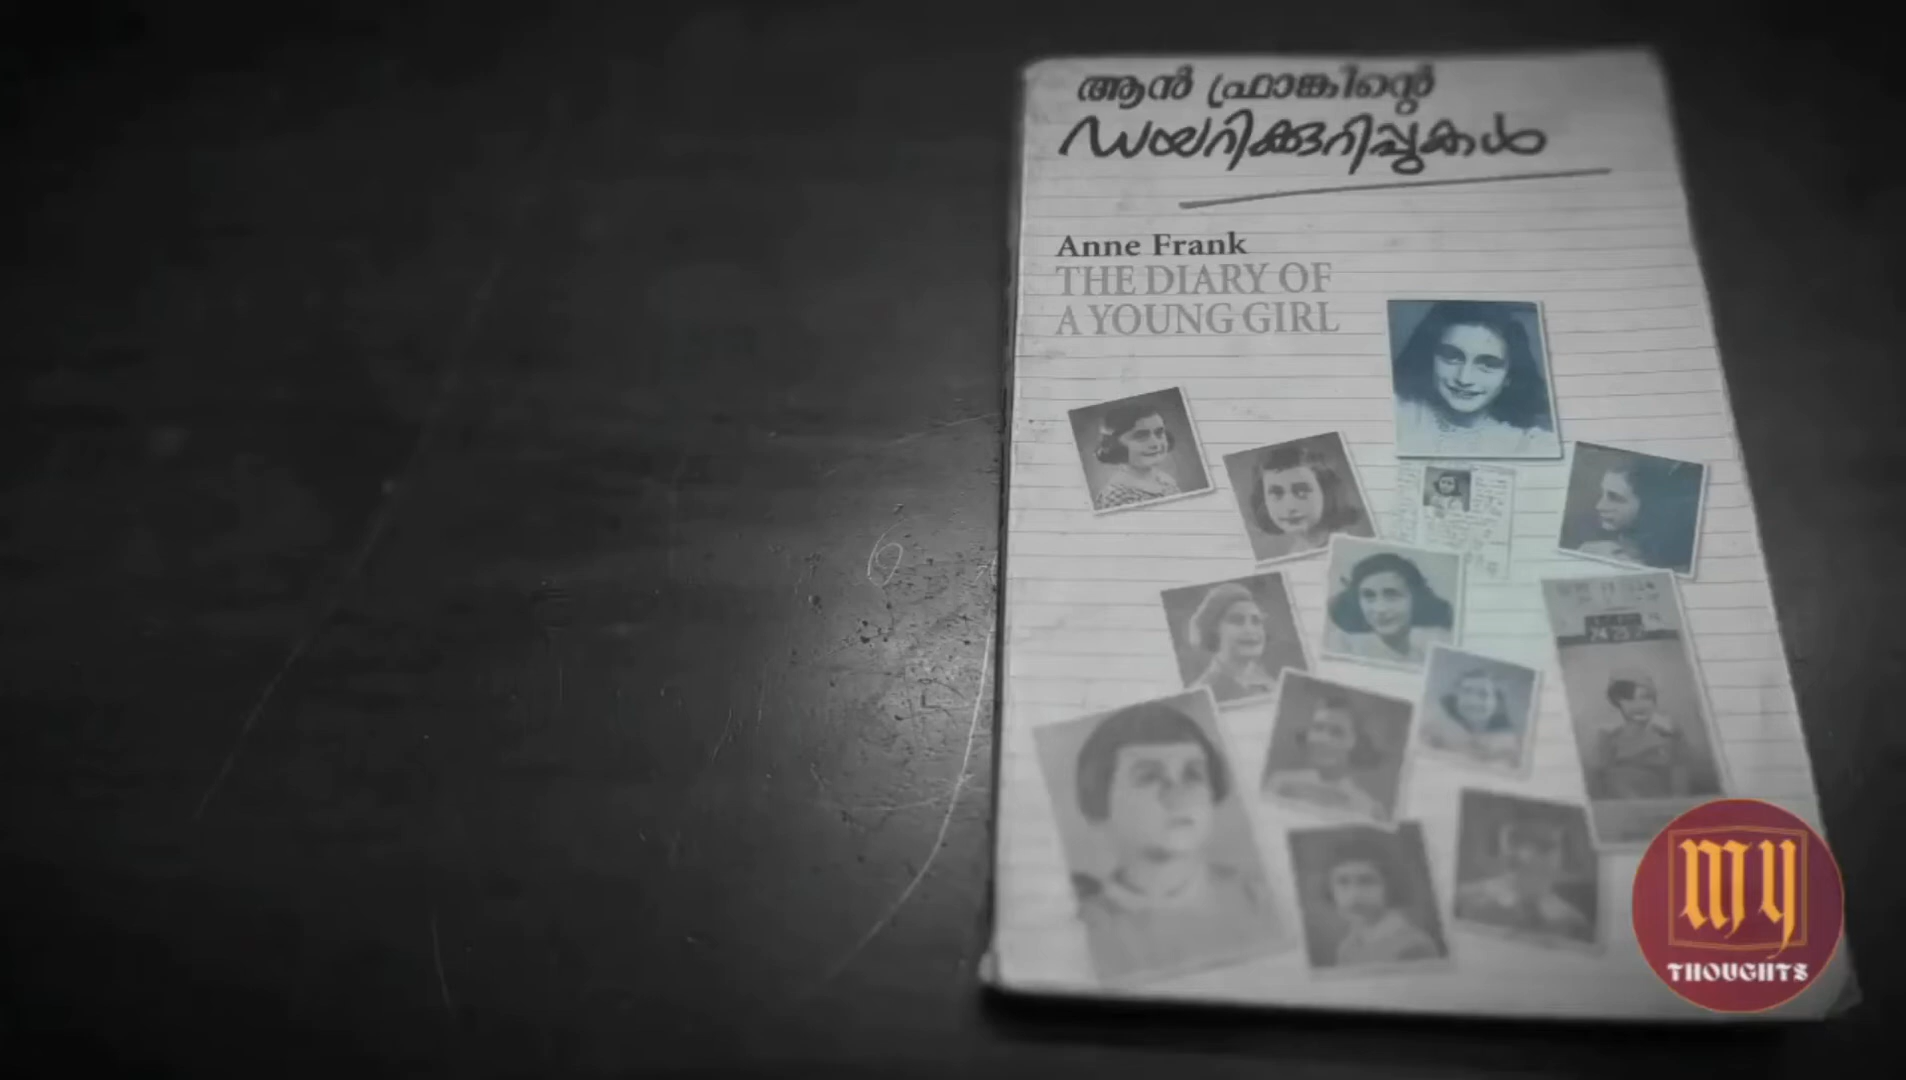 ആൻ ഫ്രാങ്കിന്റെ
ഡയറിക്കുറിപ്പുകൾ
Anne Frank
THE DIARY OF
A YOUNG GIRL
MY
THOUGHTS